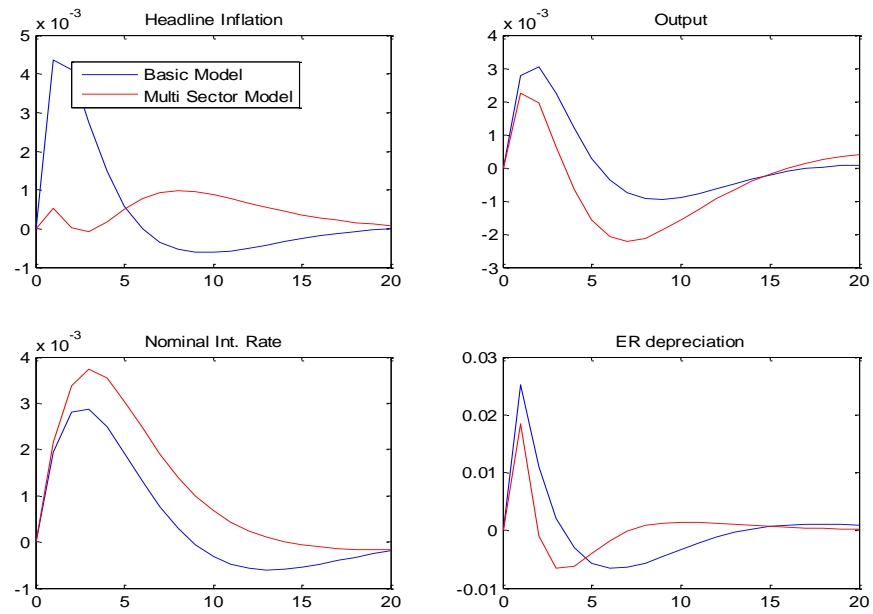 Headline Inflation
x 10^-3
5
4
3
2
1
0
-1
0 5 10 15 20
Basic Model
Multi Sector Model
Output
x 10^-3
4
3
2
1
0
-1
-2
-3
0 5 10 15 20
Nominal Int. Rate
x 10^-3
4
3
2
1
0
-1
0 5 10 15 20
ER depreciation
0.03
0.02
0.01
0
-0.01
0 5 10 15 20